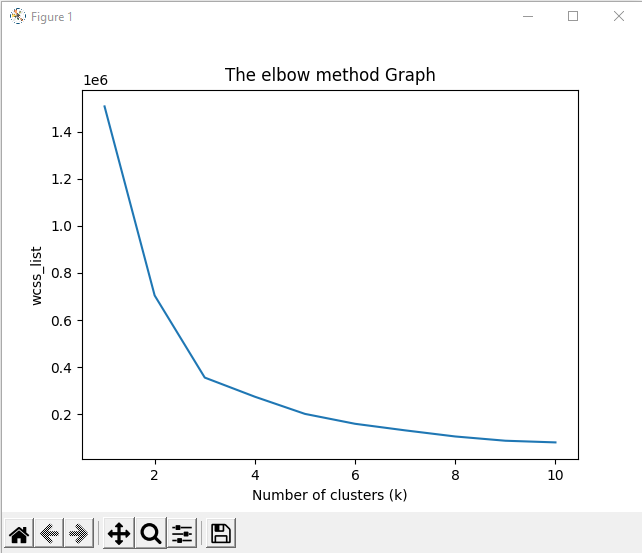 Figure 1
The elbow method Graph
1e6
1.4
1.2
1.0
0.8
0.6
0.4
0.2
wcss_list
2 4 6 8 10
Number of clusters (k)